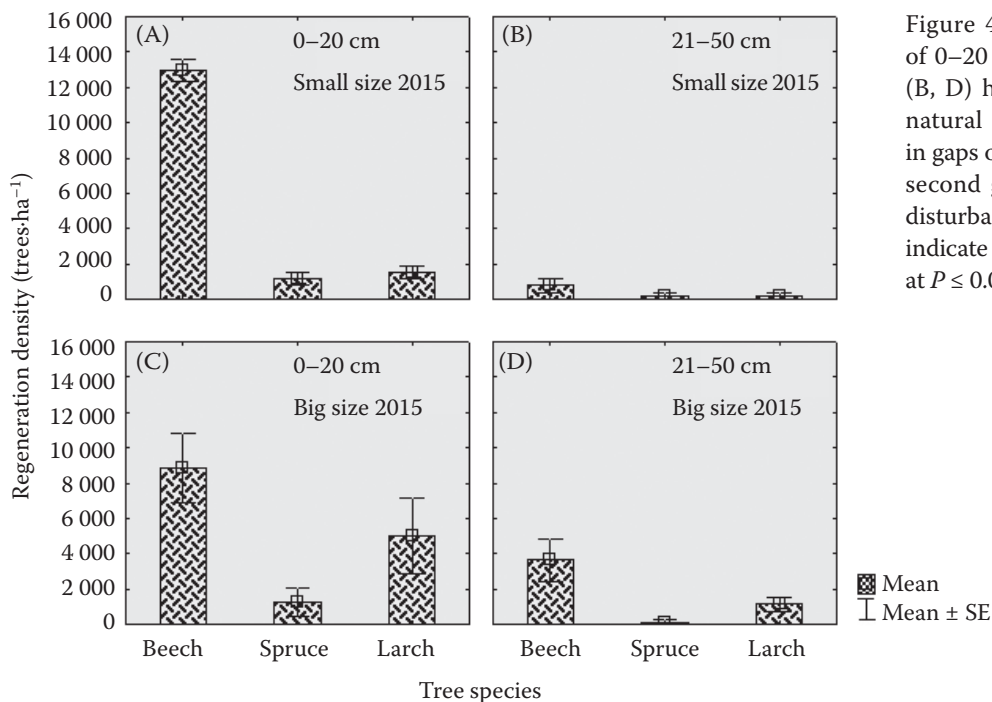 16 000
14 000
12 000
10 000
8 000
6 000
4 000
2 000
0
(A)
0–20 cm
Small size 2015
(B)
21–50 cm
Small size 2015
16 000
14 000
12 000
10 000
8 000
6 000
4 000
2 000
0
(C)
0–20 cm
Big size 2015
(D)
21–50 cm
Big size 2015
Regeneration density (trees·ha⁻¹)
Beech Spruce Larch
Beech Spruce Larch
Tree species
Mean
Mean ± SE
Figure 4
of 0–20
(B, D) h
natural
in gaps o
second g
disturba
indicate
at P ≤ 0.0